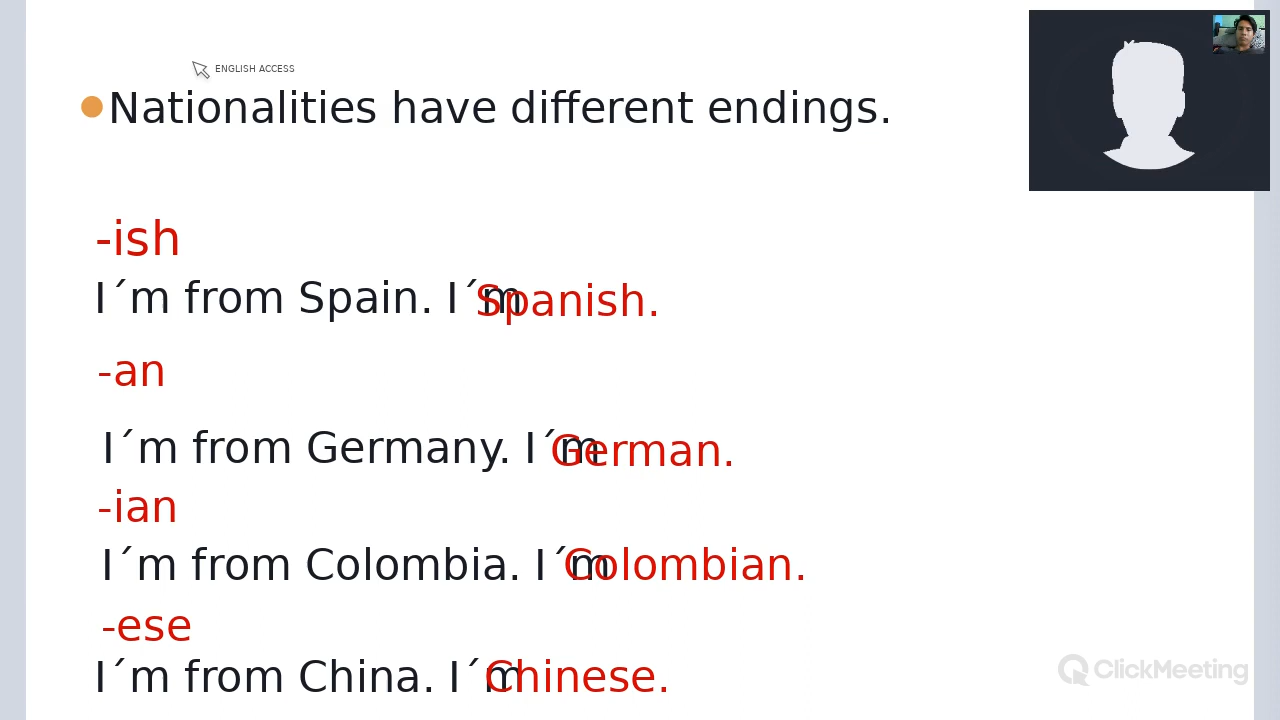 ENGLISH ACCESS
Nationalities have different endings.
-ish
I´m from Spain. I´m Spanish.
-an
I´m from Germany. I´m German.
-ian
I´m from Colombia. I´m Colombian.
-ese
I´m from China. I´m Chinese.
ClickMeeting